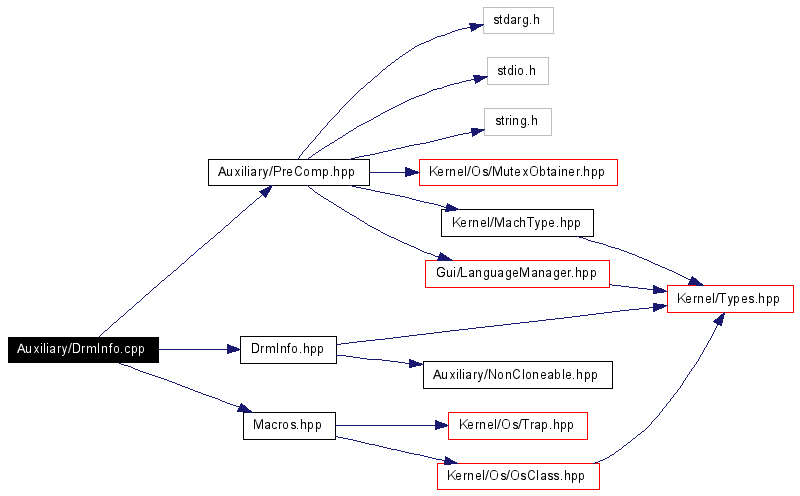 stdarg.h
stdio.h
string.h
Auxiliary/PreComp.hpp
Kernel/Os/MutexObtainer.hpp
Kernel/MachType.hpp
Gui/LanguageManager.hpp
Kernel/Types.hpp
Auxiliary/DrmInfo.cpp
DrmInfo.hpp
Auxiliary/NonCloneable.hpp
Macros.hpp
Kernel/Os/Trap.hpp
Kernel/Os/OsClass.hpp